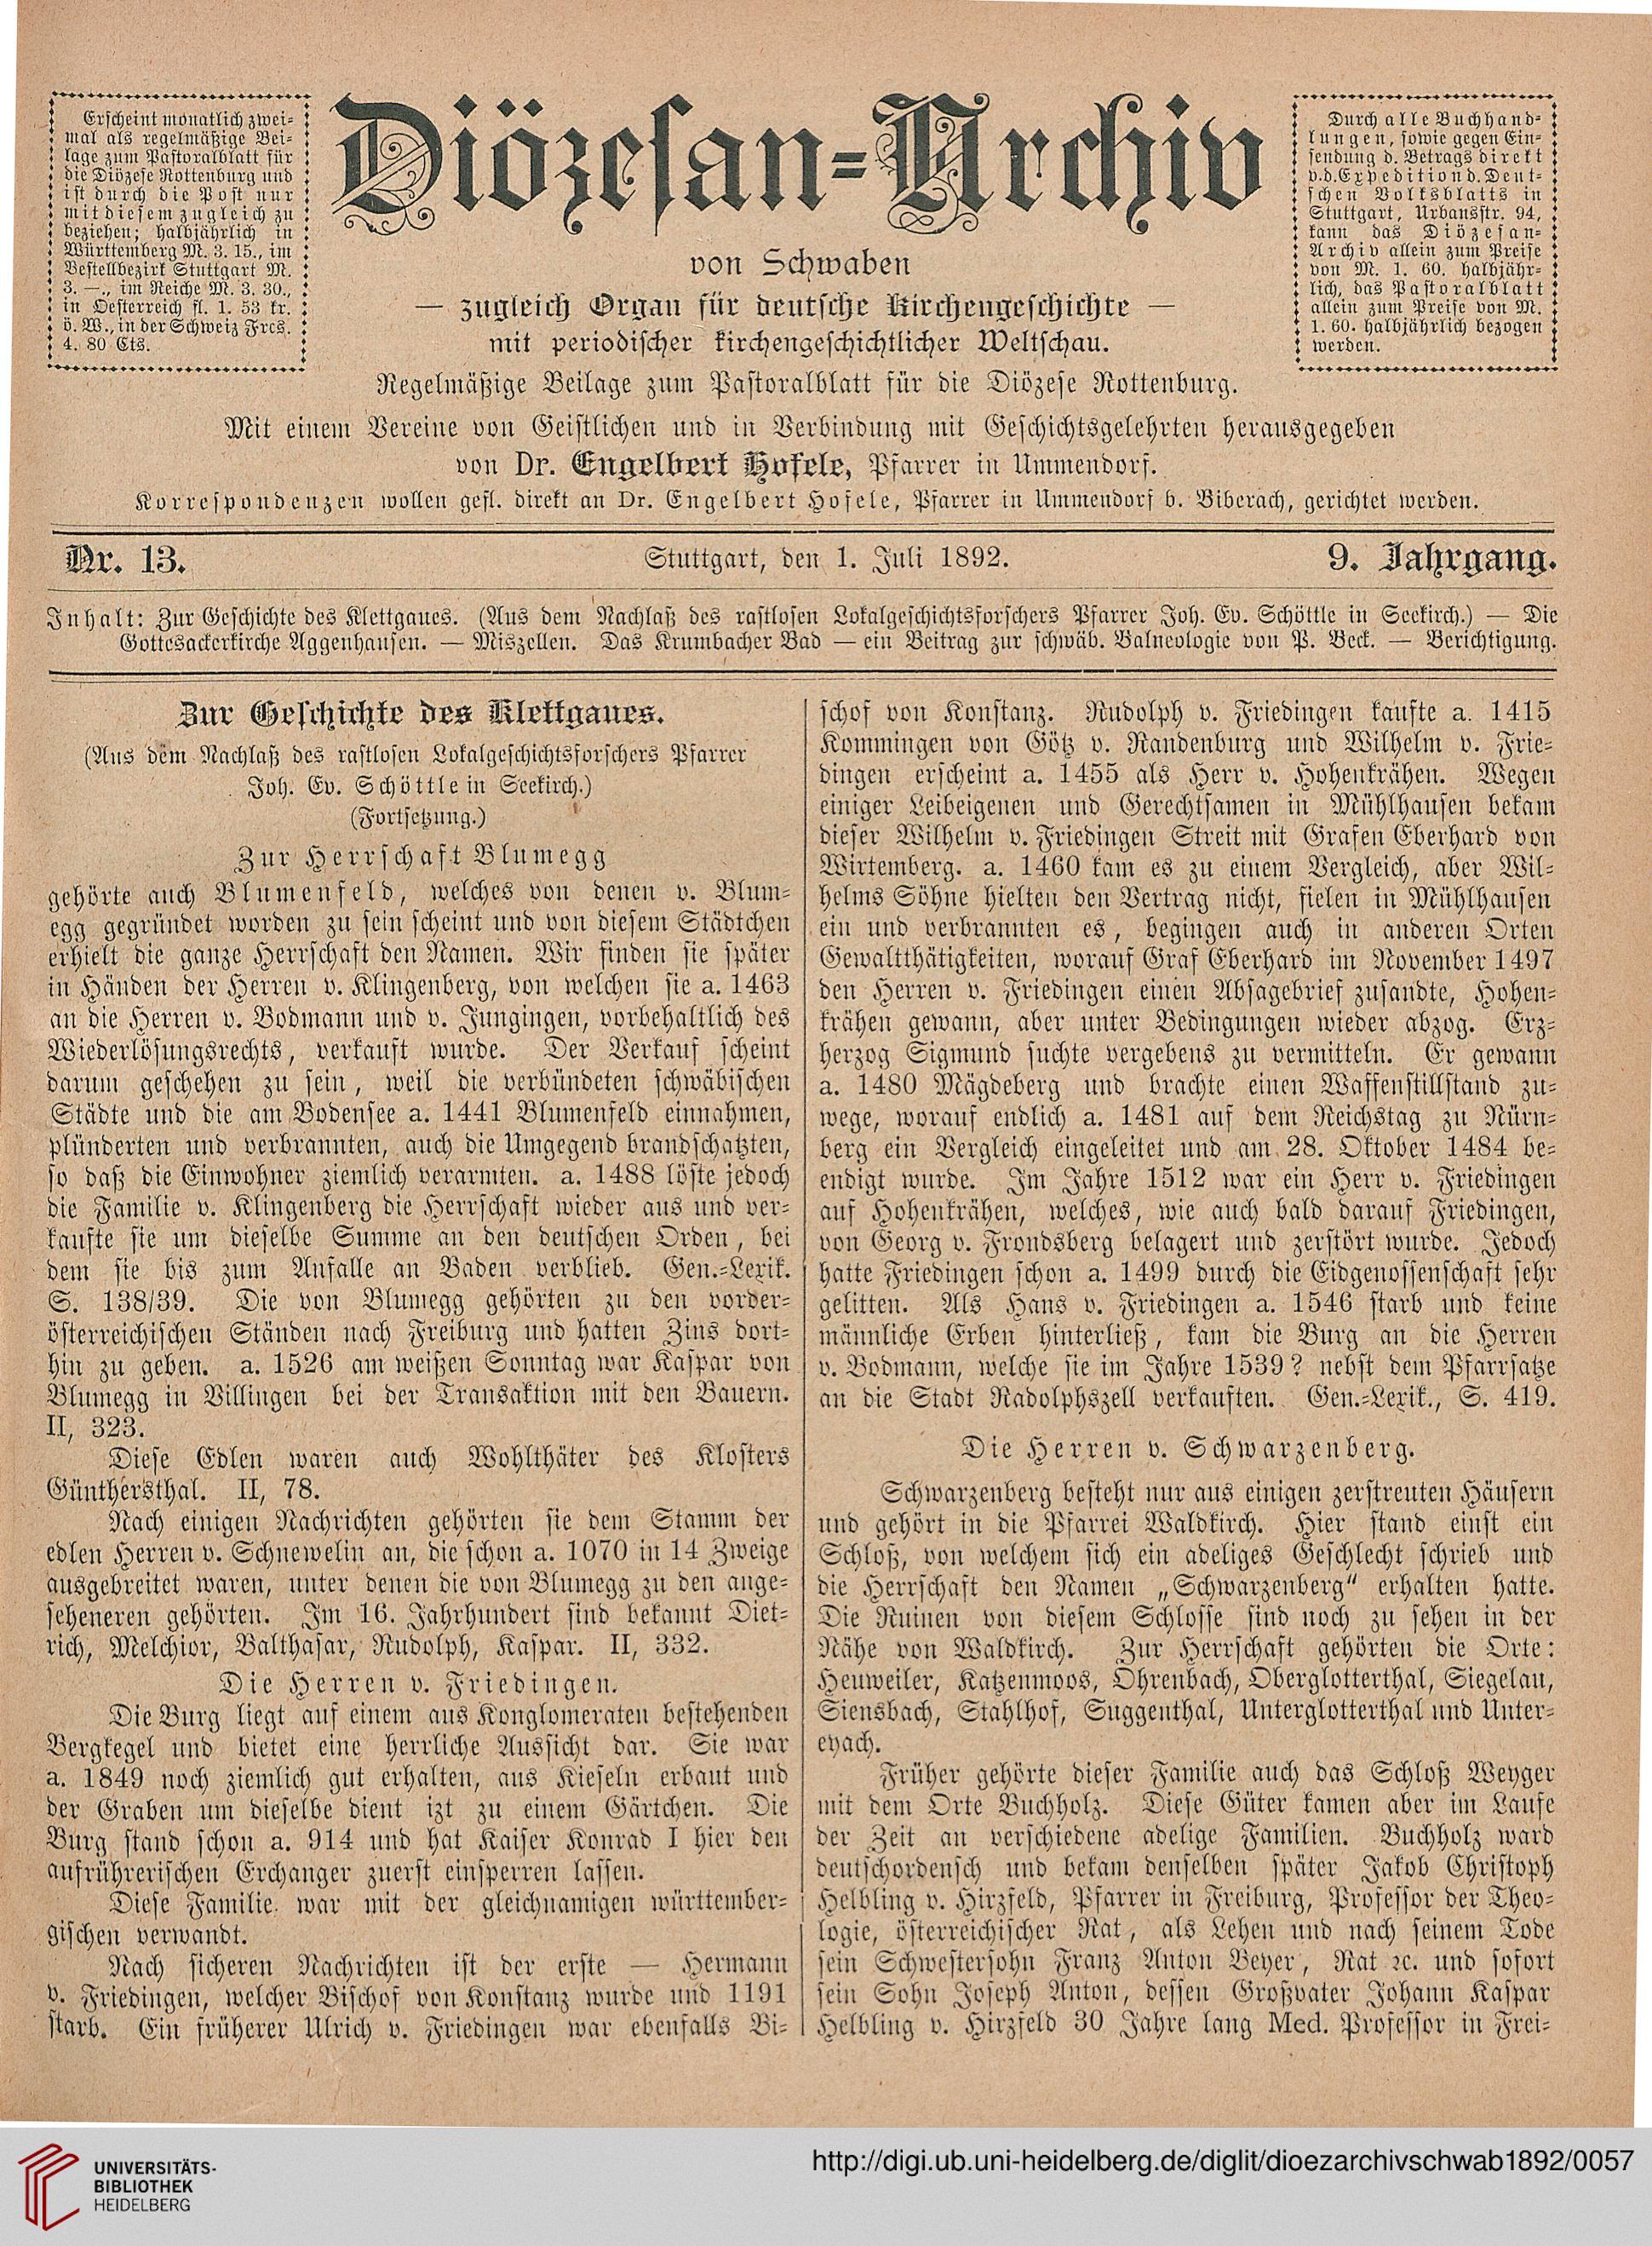 Erscheint monatlich zwei-
mal als regelmäßige Bei-
lage zum Pastoralblatt für
die Diözese Rottenburg und
ist durch die Post nur
mit diesem zugleich zu
beziehen; halbjährlich in
Württemberg M. 3. 15., im
Bestellbezirk Stuttgart M.
3. —., im Reiche M. 3. 30.,
in Oesterreich fl. 1. 53 kr.
ö. W., in der Schweiz Frcs.
4. 80 Cts.
Diözesan-Archiv
von Schwaben
— zugleich Organ für deutsche Kirchengeschichte —
mit periodischer kirchengeschichtlicher Weltschau.
Durch alle Buchhand-
lungen, sowie gegen Ein-
sendung d. Betrags direkt
v. d. Expedition d. Deut-
schen Volksblatts in
Stuttgart, Urbansstr. 94,
kann das Diözesan-
Archiv allein zum Preise
von M. 1. 60. halbjähr-
lich, das Pastoralblatt
allein zum Preise von M.
1. 60. halbjährlich bezogen
werden.
Regelmäßige Beilage zum Pastoralblatt für die Diözese Rottenburg.
Mit einem Vereine von Geistlichen und in Verbindung mit Geschichtsgelehrten herausgegeben
von Dr. Engelbert Hofele, Pfarrer in Ummendorf.
Korrespondenzen wollen gefl. direkt an Dr. Engelbert Hofele, Pfarrer in Ummendorf b. Biberach, gerichtet werden.
Nr. 13.
Stuttgart, den 1. Juli 1892.
9. Jahrgang.
Inhalt: Zur Geschichte des Klettgaues. (Aus dem Nachlaß des rastlosen Lokalgeschichtsforschers Pfarrer Joh. Ev. Schöttle in Seekirch.) — Die
Gottesackerkirche Aggenhausen. — Miszellen. Das Krumbacher Bad — ein Beitrag zur schwäb. Balneologie von P. Beck. — Berichtigung.
Zur Geschichte des Klettgaues.
(Aus dem Nachlaß des rastlosen Lokalgeschichtsforschers Pfarrer
Joh. Ev. Schöttle in Seekirch.)
(Fortsetzung.)
Zur Herrschaft Blumegg
gehörte auch Blumenfeld, welches von denen v. Blum-
egg gegründet worden zu sein scheint und von diesem Städtchen
erhielt die ganze Herrschaft den Namen. Wir finden sie später
in Händen der Herren v. Klingenberg, von welchen sie a. 1463
an die Herren v. Bodmann und v. Jungingen, vorbehaltlich des
Wiederlösungsrechts, verkauft wurde. Der Verkauf scheint
darum geschehen zu sein, weil die verbündeten schwäbischen
Städte und die am Bodensee a. 1441 Blumenfeld einnahmen,
plünderten und verbrannten, auch die Umgegend brandschatzten,
so daß die Einwohner ziemlich verarmten. a. 1488 löste jedoch
die Familie v. Klingenberg die Herrschaft wieder aus und ver-
kaufte sie um dieselbe Summe an den deutschen Orden, bei
dem sie bis zum Anfalle an Baden verblieb. Gen.-Lexik.
S. 138/39. Die von Blumegg gehörten zu den vorder-
österreichischen Ständen nach Freiburg und hatten Zins dort-
hin zu geben. a. 1526 am weißen Sonntag war Kaspar von
Blumegg in Villingen bei der Transaktion mit den Bauern.
II, 323.
Diese Edlen waren auch Wohlthäter des Klosters
Günthersthal. II, 78.
Nach einigen Nachrichten gehörten sie dem Stamm der
edlen Herren v. Schnewelin an, die schon a. 1070 in 14 Zweige
ausgebreitet waren, unter denen die von Blumegg zu den ange-
seheneren gehörten. Im 16. Jahrhundert sind bekannt Diet-
rich, Melchior, Balthasar, Rudolph, Kaspar. II, 332.
Die Herren v. Friedingen.
Die Burg liegt auf einem aus Konglomeraten bestehenden
Bergkegel und bietet eine herrliche Aussicht dar. Sie war
a. 1849 noch ziemlich gut erhalten, aus Kieseln erbaut und
der Graben um dieselbe dient izt zu einem Gärtchen. Die
Burg stand schon a. 914 und hat Kaiser Konrad I hier den
aufrührerischen Erchanger zuerst einsperren lassen.
Diese Familie war mit der gleichnamigen württember-
gischen verwandt.
Nach sicheren Nachrichten ist der erste — Hermann
v. Friedingen, welcher Bischof von Konstanz wurde und 1191
starb. Ein früherer Ulrich v. Friedingen war ebenfalls Bi-
schof von Konstanz. Rudolph v. Friedingen kaufte a. 1415
Kommingen von Götz v. Randenburg und Wilhelm v. Frie-
dingen erscheint a. 1455 als Herr v. Hohenkrähen. Wegen
einiger Leibeigenen und Gerechtsamen in Mühlhausen bekam
dieser Wilhelm v. Friedingen Streit mit Grafen Eberhard von
Wirtemberg. a. 1460 kam es zu einem Vergleich, aber Wil-
helms Söhne hielten den Vertrag nicht, fielen in Mühlhausen
ein und verbrannten es, begingen auch in anderen Orten
Gewaltthätigkeiten, worauf Graf Eberhard im November 1497
den Herren v. Friedingen einen Absagebrief zusandte, Hohen-
krähen gewann, aber unter Bedingungen wieder abzog. Erz-
herzog Sigmund suchte vergebens zu vermitteln. Er gewann
a. 1480 Mägdeberg und brachte einen Waffenstillstand zu-
wege, worauf endlich a. 1481 auf dem Reichstag zu Nürn-
berg ein Vergleich eingeleitet und am 28. Oktober 1484 be-
endigt wurde. Im Jahre 1512 war ein Herr v. Friedingen
auf Hohenkrähen, welches, wie auch bald darauf Friedingen,
von Georg v. Frondsberg belagert und zerstört wurde. Jedoch
hatte Friedingen schon a. 1499 durch die Eidgenossenschaft sehr
gelitten. Als Hans v. Friedingen a. 1546 starb und keine
männliche Erben hinterließ, kam die Burg an die Herren
v. Bodmann, welche sie im Jahre 1539? nebst dem Pfarrsatze
an die Stadt Radolphszell verkauften. Gen.-Lexik., S. 419.
Die Herren v. Schwarzenberg.
Schwarzenberg besteht nur aus einigen zerstreuten Häusern
und gehört in die Pfarrei Waldkirch. Hier stand einst ein
Schloß, von welchem sich ein adeliges Geschlecht schrieb und
die Herrschaft den Namen „Schwarzenberg“ erhalten hatte.
Die Ruinen von diesem Schlosse sind noch zu sehen in der
Nähe von Waldkirch. Zur Herrschaft gehörten die Orte:
Heuweiler, Katzenmoos, Ohrenbach, Oberglotterthal, Siegelau,
Siensbach, Stahlhof, Suggenthal, Unterglotterthal und Unter-
eyach.
Früher gehörte dieser Familie auch das Schloß Weyger
mit dem Orte Buchholz. Diese Güter kamen aber im Laufe
der Zeit an verschiedene adelige Familien. Buchholz ward
deutschordensch und bekam denselben später Jakob Christoph
Helbling v. Hirzfeld, Pfarrer in Freiburg, Professor der Theo-
logie, österreichischer Rat, als Lehen und nach seinem Tode
sein Schwestersohn Franz Anton Beyer, Rat ꝛc. und sofort
sein Sohn Joseph Anton, dessen Großvater Johann Kaspar
Helbling v. Hirzfeld 30 Jahre lang Med. Professor in Frei-
UNIVERSITÄTS-
BIBLIOTHEK
HEIDELBERG
http://digi.ub.uni-heidelberg.de/diglit/dioezarchivschwab1892/0057